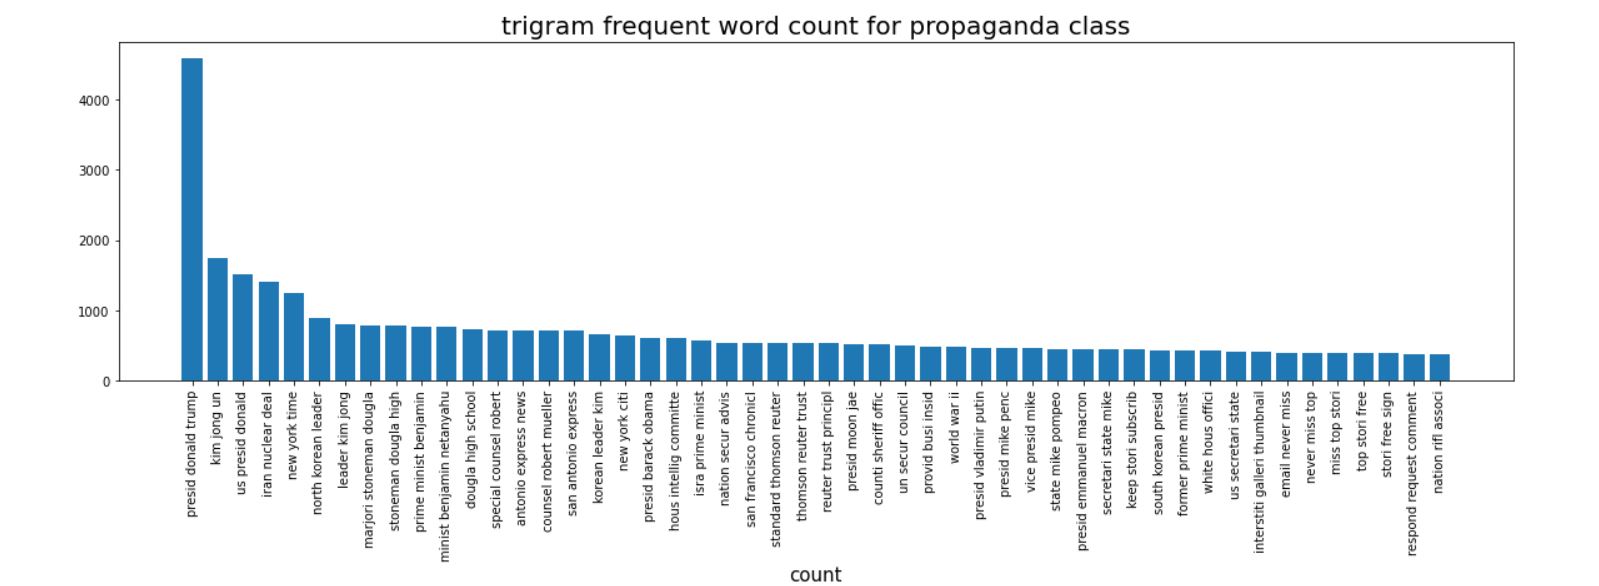 trigram frequent word count for propaganda class
4000
3000
2000
1000
0
presid donald trump
kim jong un
us presid donald
iran nuclear deal
new york time
north korean leader
leader kim jong
marjori stoneman dougla
stoneman dougla high
prime minist benjamin
minist benjamin netanyahu
dougla high school
special counsel robert
antonio express news
counsel robert mueller
san antonio express
korean leader kim
new york citi
presid barack obama
hous intellig committe
isra prime minist
nation secur advis
san francisco chronicl
standard thomson reuter
thomson reuter trust
reuter trust principl
presid moon jae
counti sheriff offic
un secur council
provid busi insid
world war ii
presid vladimir putin
presid mike penc
vice presid mike
state mike pompeo
presid emmanuel macron
secretari state mike
keep stori subscrib
south korean presid
former prime minist
white hous offici
us secretari state
interstiti galleri thumbnail
email never miss
never miss top
miss top stori
top stori free
stori free sign
respond request comment
nation rifl associ
count